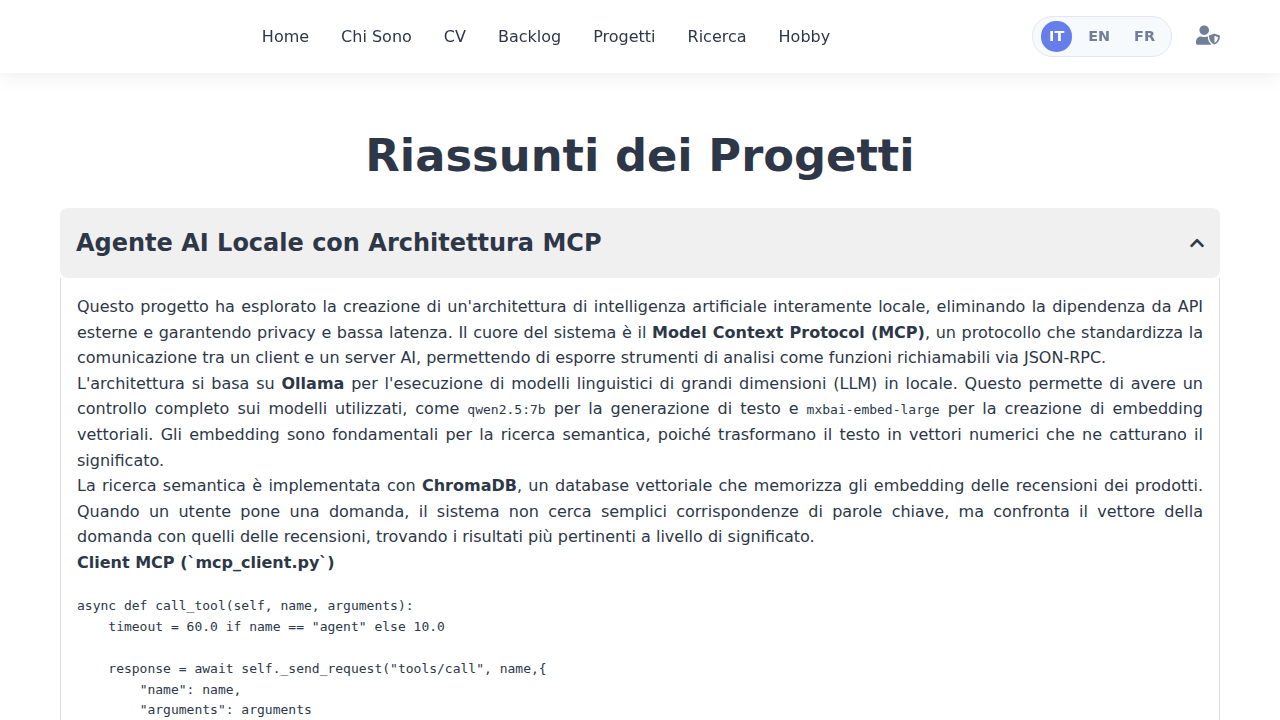 Home Chi Sono CV Backlog Progetti Ricerca Hobby IT EN FR
Riassunti dei Progetti
Agente AI Locale con Architettura MCP
Questo progetto ha esplorato la creazione di un'architettura di intelligenza artificiale interamente locale, eliminando la dipendenza da API
esterne e garantendo privacy e bassa latenza. Il cuore del sistema è il Model Context Protocol (MCP), un protocollo che standardizza la
comunicazione tra un client e un server AI, permettendo di esporre strumenti di analisi come funzioni richiamabili via JSON-RPC.
L'architettura si basa su Ollama per l'esecuzione di modelli linguistici di grandi dimensioni (LLM) in locale. Questo permette di avere un
controllo completo sui modelli utilizzati, come qwen2.5:7b per la generazione di testo e mxbai-embed-large per la creazione di embedding
vettoriali. Gli embedding sono fondamentali per la ricerca semantica, poiché trasformano il testo in vettori numerici che ne catturano il
significato.
La ricerca semantica è implementata con ChromaDB, un database vettoriale che memorizza gli embedding delle recensioni dei prodotti.
Quando un utente pone una domanda, il sistema non cerca semplici corrispondenze di parole chiave, ma confronta il vettore della
domanda con quelli delle recensioni, trovando i risultati più pertinenti a livello di significato.
Client MCP (`mcp_client.py`)
async def call_tool(self, name, arguments):
    timeout = 60.0 if name == "agent" else 10.0
    response = await self._send_request("tools/call", name,{
        "name": name,
        "arguments": arguments